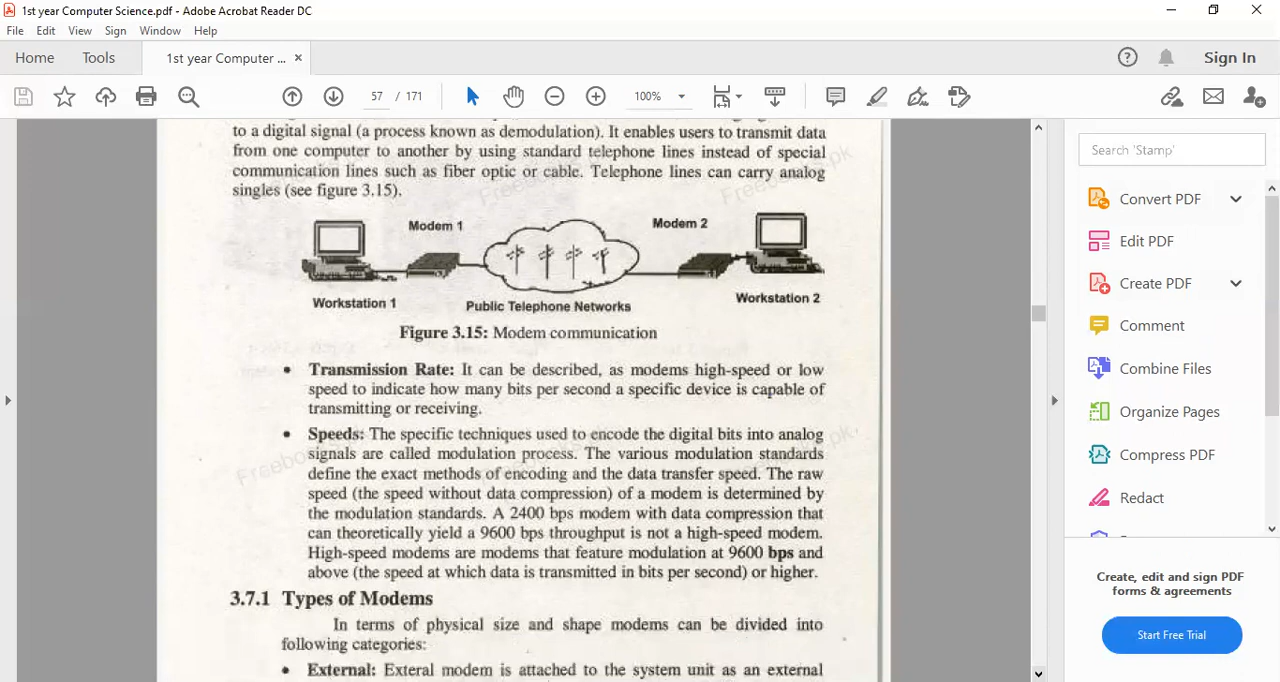 1st year Computer Science.pdf - Adobe Acrobat Reader DC
File Edit View Sign Window Help
Home Tools 1st year Computer ... × Sign In
57 / 171 100%
to a digital signal (a process known as demodulation). It enables users to transmit data
from one computer to another by using standard telephone lines instead of special
communication lines such as fiber optic or cable. Telephone lines can carry analog
singles (see figure 3.15).
Freebooks.pk
Modem 1
Modem 2
Workstation 1
Public Telephone Networks
Workstation 2
Figure 3.15: Modem communication
• Transmission Rate: It can be described, as modems high-speed or low
speed to indicate how many bits per second a specific device is capable of
transmitting or receiving.
• Speeds: The specific techniques used to encode the digital bits into analog
signals are called modulation process. The various modulation standards
define the exact methods of encoding and the data transfer speed. The raw
speed (the speed without data compression) of a modem is determined by
the modulation standards. A 2400 bps modem with data compression that
can theoretically yield a 9600 bps throughput is not a high-speed modem.
High-speed modems are modems that feature modulation at 9600 bps and
above (the speed at which data is transmitted in bits per second) or higher.
3.7.1 Types of Modems
In terms of physical size and shape modems can be divided into
following categories:
• External: Exteral modem is attached to the system unit as an external
Search 'Stamp'
Convert PDF
Edit PDF
Create PDF
Comment
Combine Files
Organize Pages
Compress PDF
Redact
Create, edit and sign PDF
forms & agreements
Start Free Trial